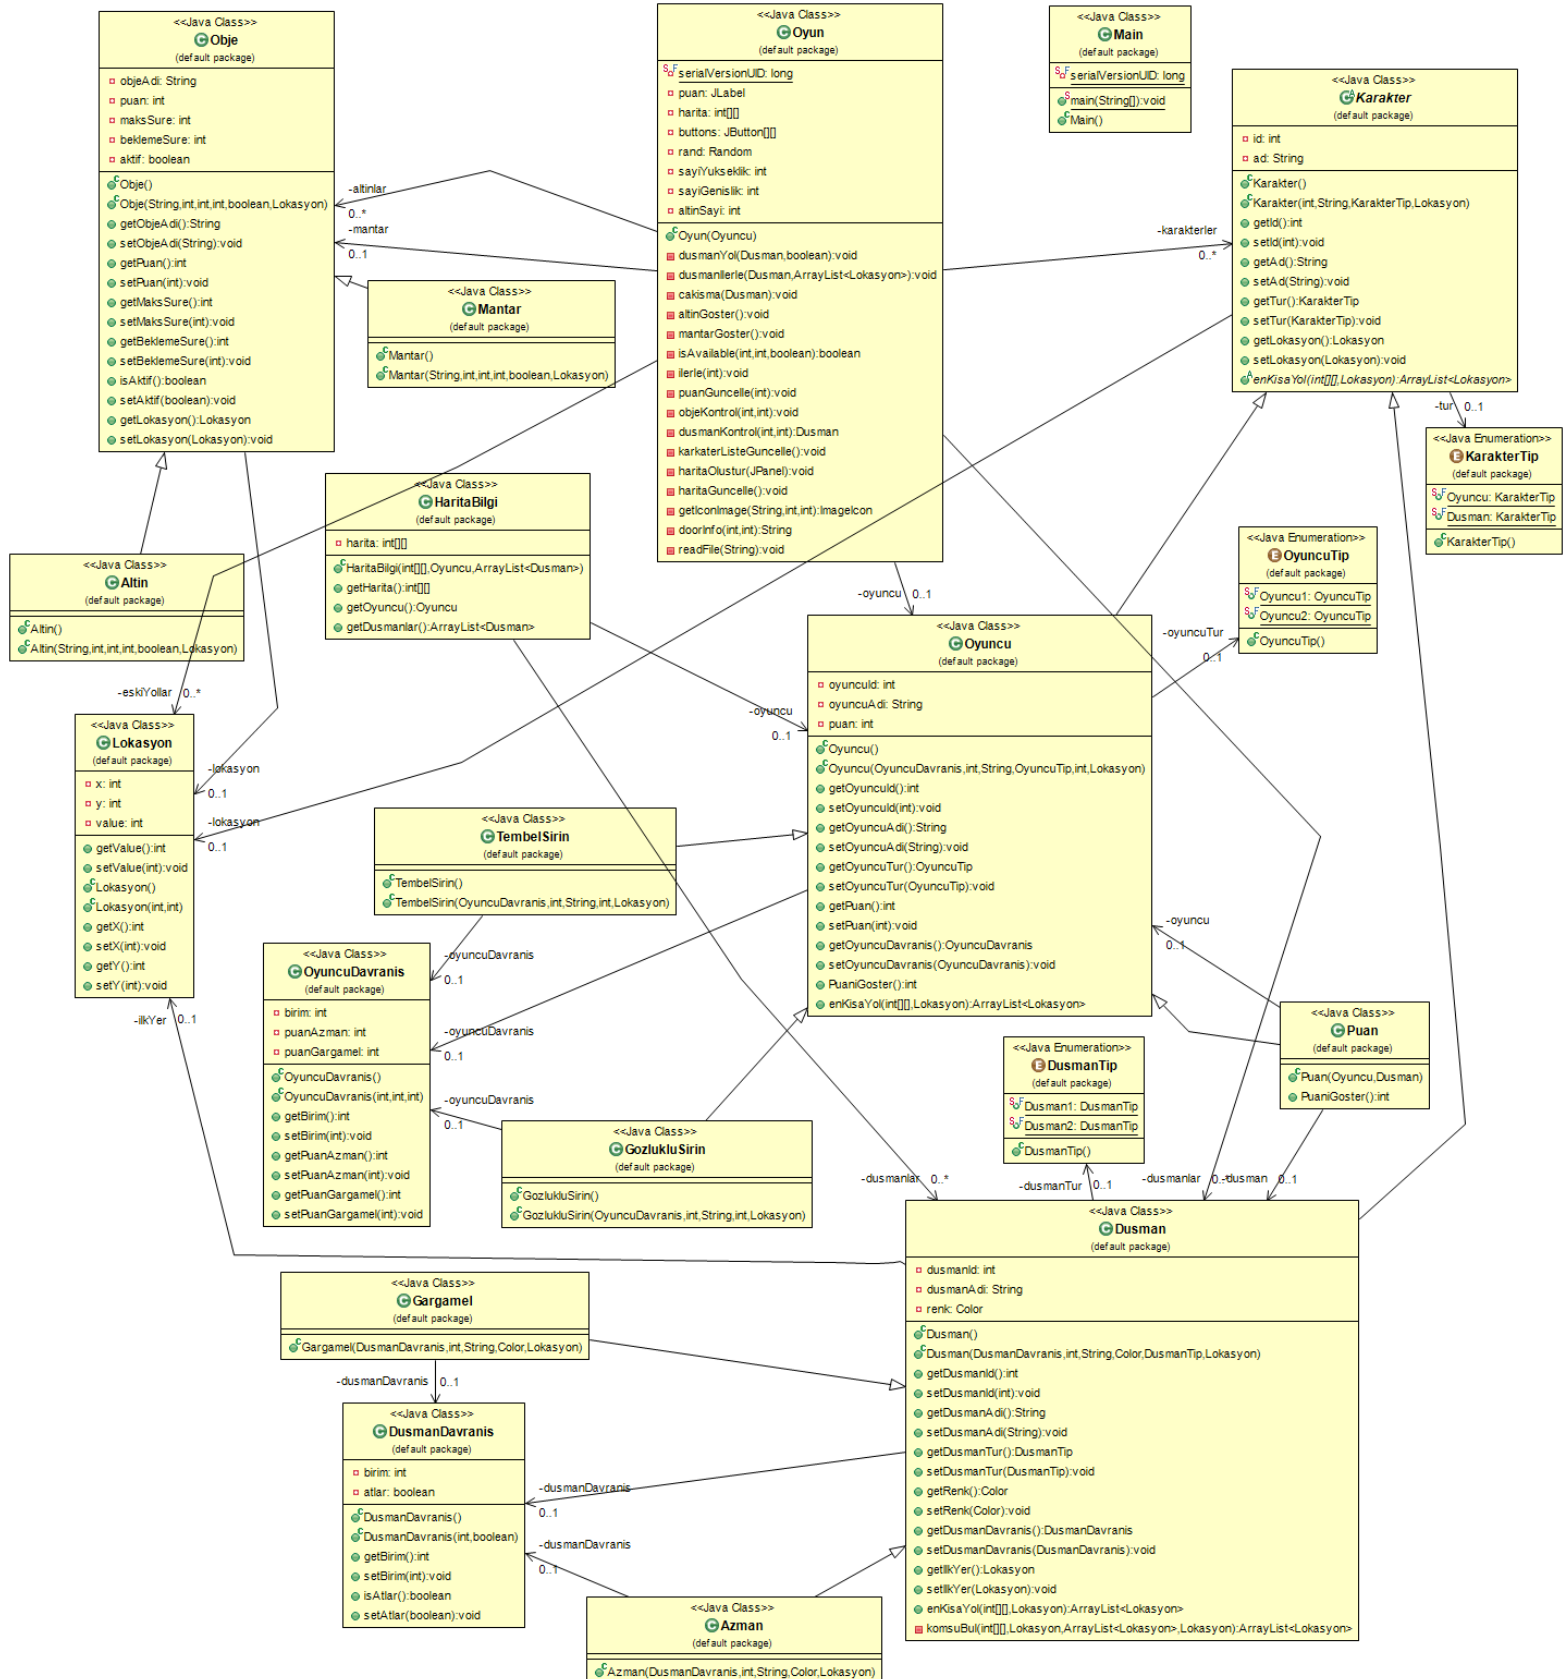 <<Java Class>>
Obje
(default package)
objeAdi: String
puan: int
maksSure: int
beklemeSure: int
aktif: boolean
Obje()
Obje(String,int,int,int,boolean,Lokasyon)
getObjeAdi():String
setObjeAdi(String):void
getPuan():int
setPuan(int):void
getMaksSure():int
setMaksSure(int):void
getBeklemeSure():int
setBeklemeSure(int):void
isAktif():boolean
setAktif(boolean):void
getLokasyon():Lokasyon
setLokasyon(Lokasyon):void
<<Java Class>>
Oyun
(default package)
serialVersionUID: long
puan: JLabel
harita: int[][]
buttons: JButton[][]
rand: Random
sayiYukseklik: int
sayiGenislik: int
altinSayi: int
Oyun(Oyuncu)
dusmanYol(Dusman,boolean):void
dusmanIlerle(Dusman,ArrayList<Lokasyon>):void
cakisma(Dusman):void
altinGoster():void
mantarGoster():void
isAvailable(int,int,boolean):boolean
ilerle(int):void
puanGuncelle(int):void
objeKontrol(int,int):void
dusmanKontrol(int,int):Dusman
karkaterListeGuncelle():void
haritaOlustur(JPanel):void
haritaGuncelle():void
getIconImage(String,int,int):ImageIcon
doorInfo(int,int):String
readFile(String):void
<<Java Class>>
Main
(default package)
serialVersionUID: long
main(String[]):void
Main()
<<Java Class>>
Karakter
(default package)
id: int
ad: String
Karakter()
Karakter(int,String,KarakterTip,Lokasyon)
getId():int
setId(int):void
getAd():String
setAd(String):void
getTur():KarakterTip
setTur(KarakterTip):void
getLokasyon():Lokasyon
setLokasyon(Lokasyon):void
enKisaYol(int[][],Lokasyon):ArrayList<Lokasyon>
-altinlar
0..*
-mantar
0..1
-karakterler
0..*
<<Java Class>>
Mantar
(default package)
Mantar()
Mantar(String,int,int,int,boolean,Lokasyon)
-tur 0..1
<<Java Enumeration>>
KarakterTip
(default package)
Oyuncu: KarakterTip
Dusman: KarakterTip
KarakterTip()
<<Java Class>>
HaritaBilgi
(default package)
harita: int[][]
HaritaBilgi(int[][],Oyuncu,ArrayList<Dusman>)
getHarita():int[][]
getOyuncu():Oyuncu
getDusmanlar():ArrayList<Dusman>
<<Java Enumeration>>
OyuncuTip
(default package)
Oyuncu1: OyuncuTip
Oyuncu2: OyuncuTip
OyuncuTip()
<<Java Class>>
Altin
(default package)
Altin()
Altin(String,int,int,int,boolean,Lokasyon)
-oyuncu 0..1
-oyuncuTur
0..1
<<Java Class>>
Oyuncu
(default package)
oyuncuId: int
oyuncuAdi: String
puan: int
Oyuncu()
Oyuncu(OyuncuDavranis,int,String,OyuncuTip,int,Lokasyon)
getOyuncuId():int
setOyuncuId(int):void
getOyuncuAdi():String
setOyuncuAdi(String):void
getOyuncuTur():OyuncuTip
setOyuncuTur(OyuncuTip):void
getPuan():int
setPuan(int):void
getOyuncuDavranis():OyuncuDavranis
setOyuncuDavranis(OyuncuDavranis):void
PuaniGoster():int
enKisaYol(int[][],Lokasyon):ArrayList<Lokasyon>
-eskiYollar 0..*
<<Java Class>>
Lokasyon
(default package)
x: int
y: int
value: int
getValue():int
setValue(int):void
Lokasyon()
Lokasyon(int,int)
getX():int
setX(int):void
getY():int
setY(int):void
-lokasyon
0..1
-lokasyon
0..1
-oyuncu
0..1
<<Java Class>>
TembelSirin
(default package)
TembelSirin()
TembelSirin(OyuncuDavranis,int,String,int,Lokasyon)
-oyuncuDavranis
0..1
<<Java Class>>
OyuncuDavranis
(default package)
birim: int
puanAzman: int
puanGargamel: int
OyuncuDavranis()
OyuncuDavranis(int,int,int)
getBirim():int
setBirim(int):void
getPuanAzman():int
setPuanAzman(int):void
getPuanGargamel():int
setPuanGargamel(int):void
-oyuncuDavranis
0..1
-oyuncuDavranis
0..1
-oyuncu
0..1
<<Java Class>>
Puan
(default package)
Puan(Oyuncu,Dusman)
PuaniGoster():int
-ilkYer 0..1
<<Java Enumeration>>
DusmanTip
(default package)
Dusman1: DusmanTip
Dusman2: DusmanTip
DusmanTip()
<<Java Class>>
GozlukluSirin
(default package)
GozlukluSirin()
GozlukluSirin(OyuncuDavranis,int,String,int,Lokasyon)
-dusmanlar 0..*
-dusmanTur 0..1
-dusmanlar 0..*
-dusman 0..1
<<Java Class>>
Dusman
(default package)
dusmanId: int
dusmanAdi: String
renk: Color
Dusman()
Dusman(DusmanDavranis,int,String,Color,DusmanTip,Lokasyon)
getDusmanId():int
setDusmanId(int):void
getDusmanAdi():String
setDusmanAdi(String):void
getDusmanTur():DusmanTip
setDusmanTur(DusmanTip):void
getRenk():Color
setRenk(Color):void
getDusmanDavranis():DusmanDavranis
setDusmanDavranis(DusmanDavranis):void
getIlkYer():Lokasyon
setIlkYer(Lokasyon):void
enKisaYol(int[][],Lokasyon):ArrayList<Lokasyon>
komsuBul(int[][],Lokasyon,ArrayList<Lokasyon>,Lokasyon):ArrayList<Lokasyon>
<<Java Class>>
Gargamel
(default package)
Gargamel(DusmanDavranis,int,String,Color,Lokasyon)
-dusmanDavranis 0..1
<<Java Class>>
DusmanDavranis
(default package)
birim: int
atlar: boolean
DusmanDavranis()
DusmanDavranis(int,boolean)
getBirim():int
setBirim(int):void
isAtlar():boolean
setAtlar(boolean):void
-dusmanDavranis
0..1
-dusmanDavranis
0..1
<<Java Class>>
Azman
(default package)
Azman(DusmanDavranis,int,String,Color,Lokasyon)